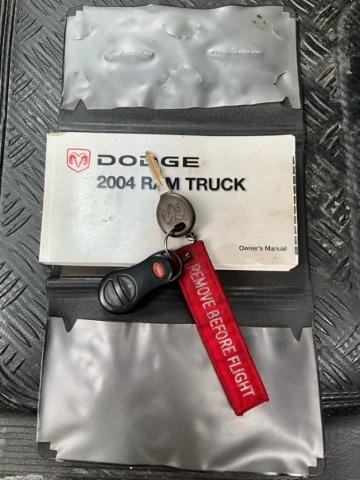 DODGE
2004 RAM TRUCK
Owner's Manual
REMOVE BEFORE FLIGHT